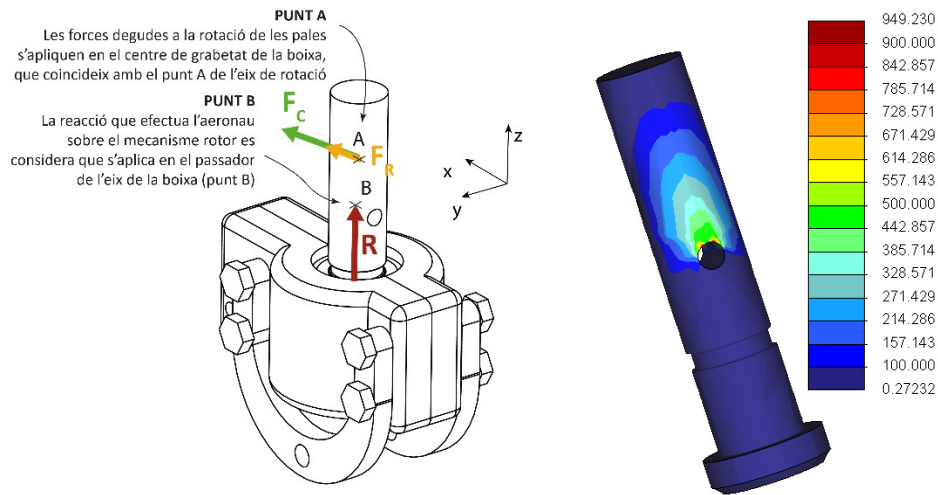 PUNT A
Les forces degudes a la rotació de les pales
s'apliquen en el centre de grabetat de la boixa,
que coincideix amb el punt A de l'eix de rotació
PUNT B
La reacció que efectua l'aeronau
sobre el mecanisme rotor es
considera que s'aplica en el passador
de l'eix de la boixa (punt B)
F_C
A
F_R
B
R
z
x
y
949.230
900.000
842.857
785.714
728.571
671.429
614.286
557.143
500.000
442.857
385.714
328.571
271.429
214.286
157.143
100.000
0.27232